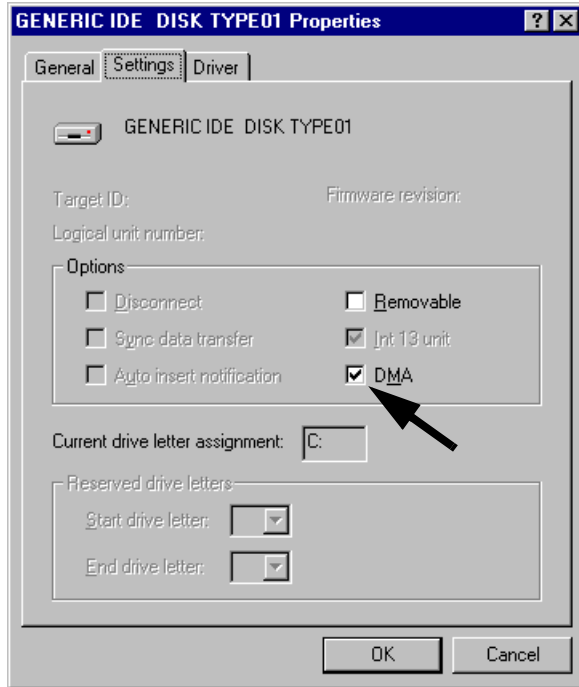 GENERIC IDE  DISK TYPE01 Properties
General Settings Driver
GENERIC IDE  DISK TYPE01
Target ID: Firmware revision:
Logical unit number:
Options
Disconnect Removable
Sync data transfer Int 13 unit
Auto insert notification DMA
Current drive letter assignment: C:
Reserved drive letters
Start drive letter:
End drive letter:
OK Cancel